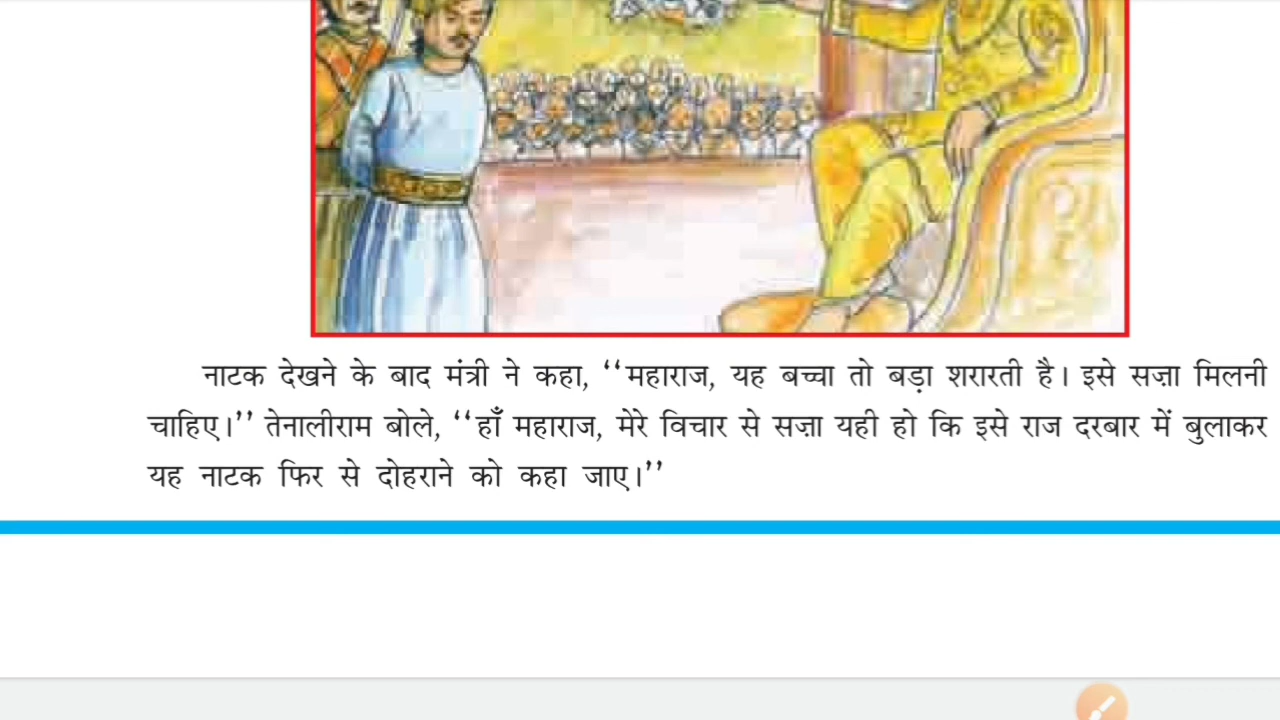 नाटक देखने के बाद मंत्री ने कहा, ‘‘महाराज, यह बच्चा तो बड़ा शरारती है। इसे सज़ा मिलनी
चाहिए।’’ तेनालीराम बोले, ‘‘हाँ महाराज, मेरे विचार से सज़ा यही हो कि इसे राज दरबार में बुलाकर
यह नाटक फिर से दोहराने को कहा जाए।’’